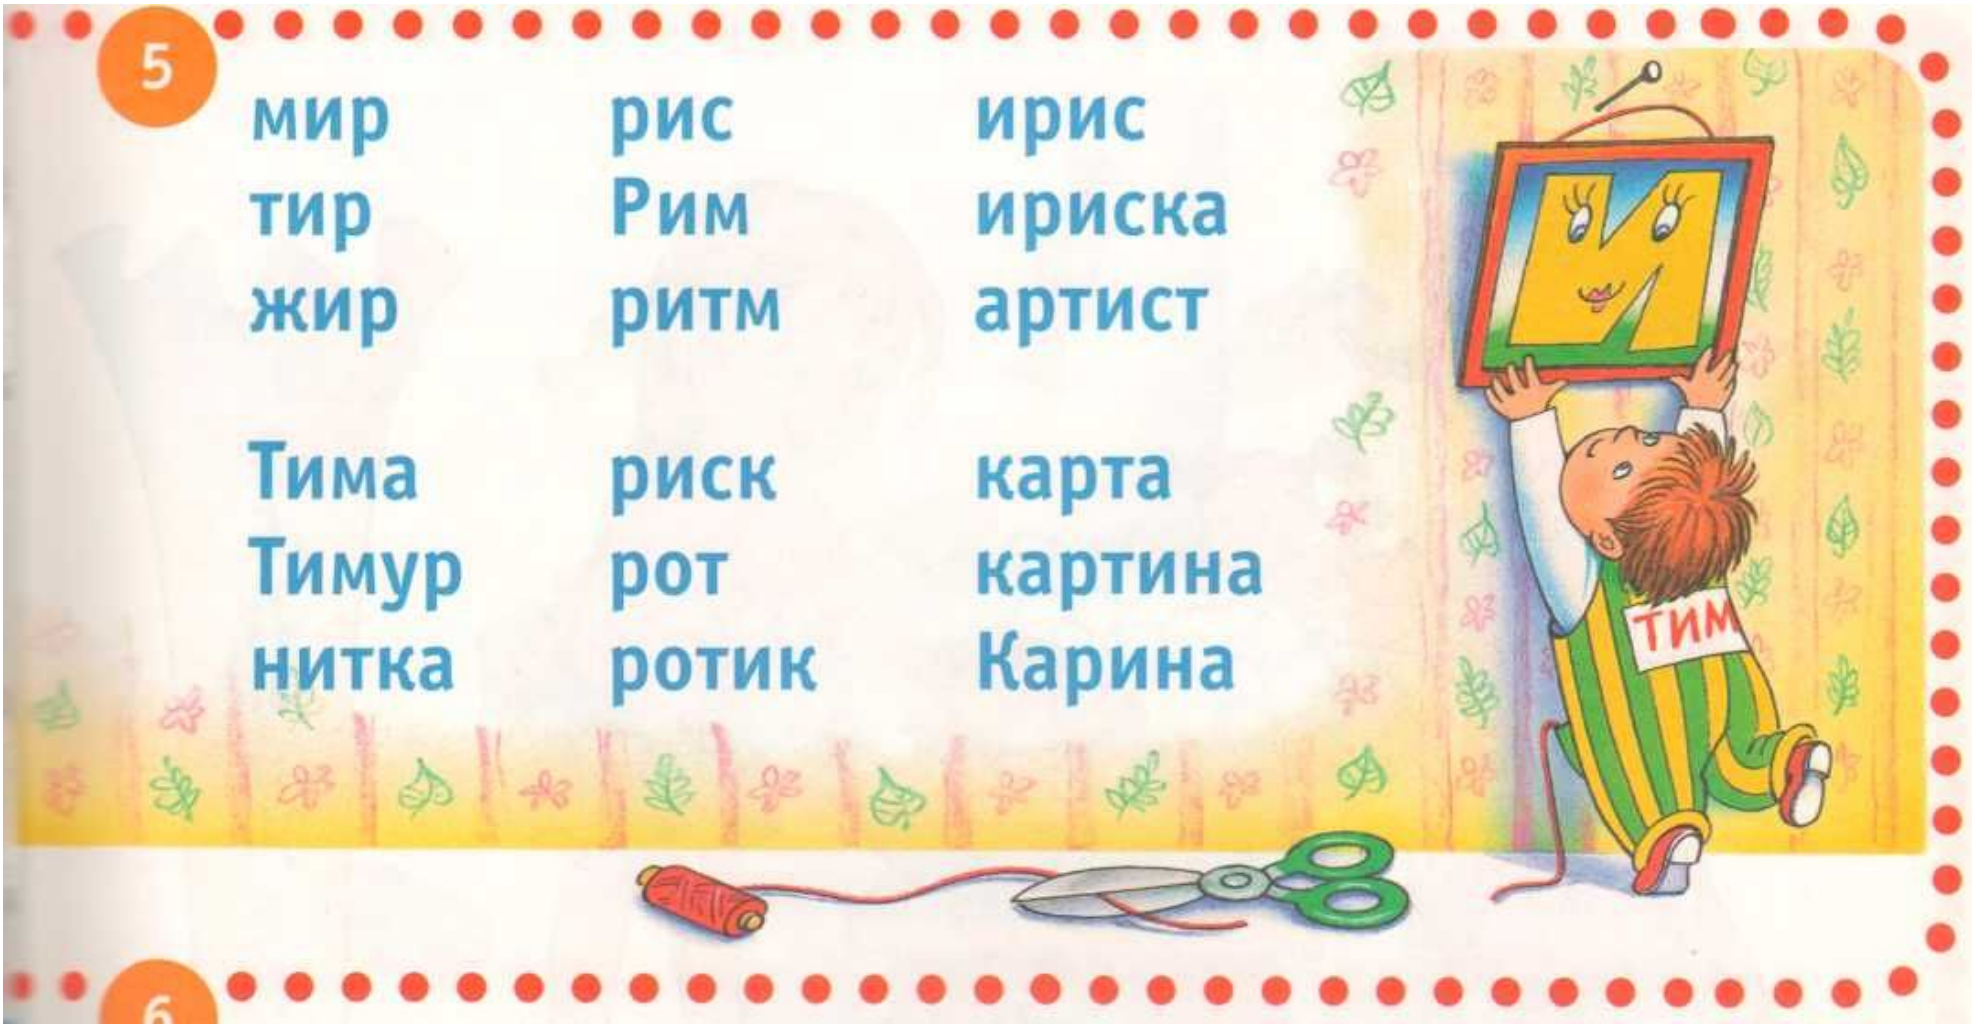 5
мир рис ирис
тир Рим ириска
жир ритм артист
Тима риск карта
Тимур рот картина
нитка ротик Карина
И
ТИМ
6